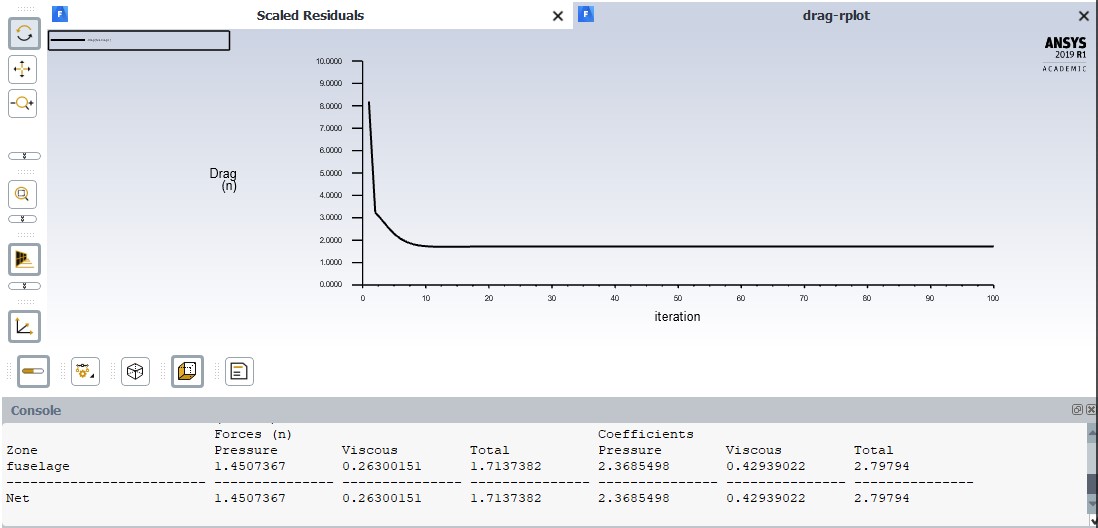 Scaled Residuals
drag-rplot
ANSYS
2019 R1
ACADEMIC
10.0000
9.0000
8.0000
7.0000
6.0000
5.0000
4.0000
3.0000
2.0000
1.0000
0.0000
Drag
(n)
0 10 20 30 40 50 60 70 80 90 100
iteration
Console
Forces (n) Coefficients
Zone Pressure Viscous Total Pressure Viscous Total
fuselage 1.4507367 0.26300151 1.7137382 2.3685498 0.42939022 2.79794
Net 1.4507367 0.26300151 1.7137382 2.3685498 0.42939022 2.79794